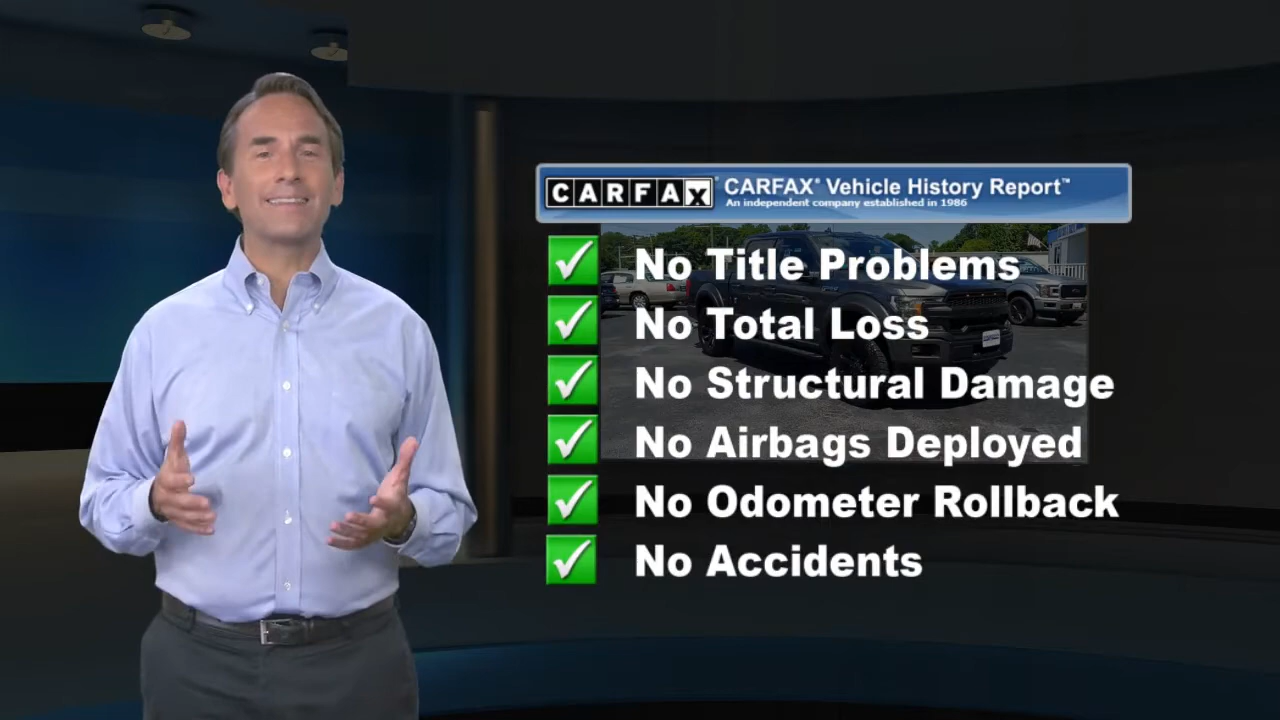 CARFAX® CARFAX® Vehicle History Report™
An independent company established in 1986
No Title Problems
No Total Loss
No Structural Damage
No Airbags Deployed
No Odometer Rollback
No Accidents